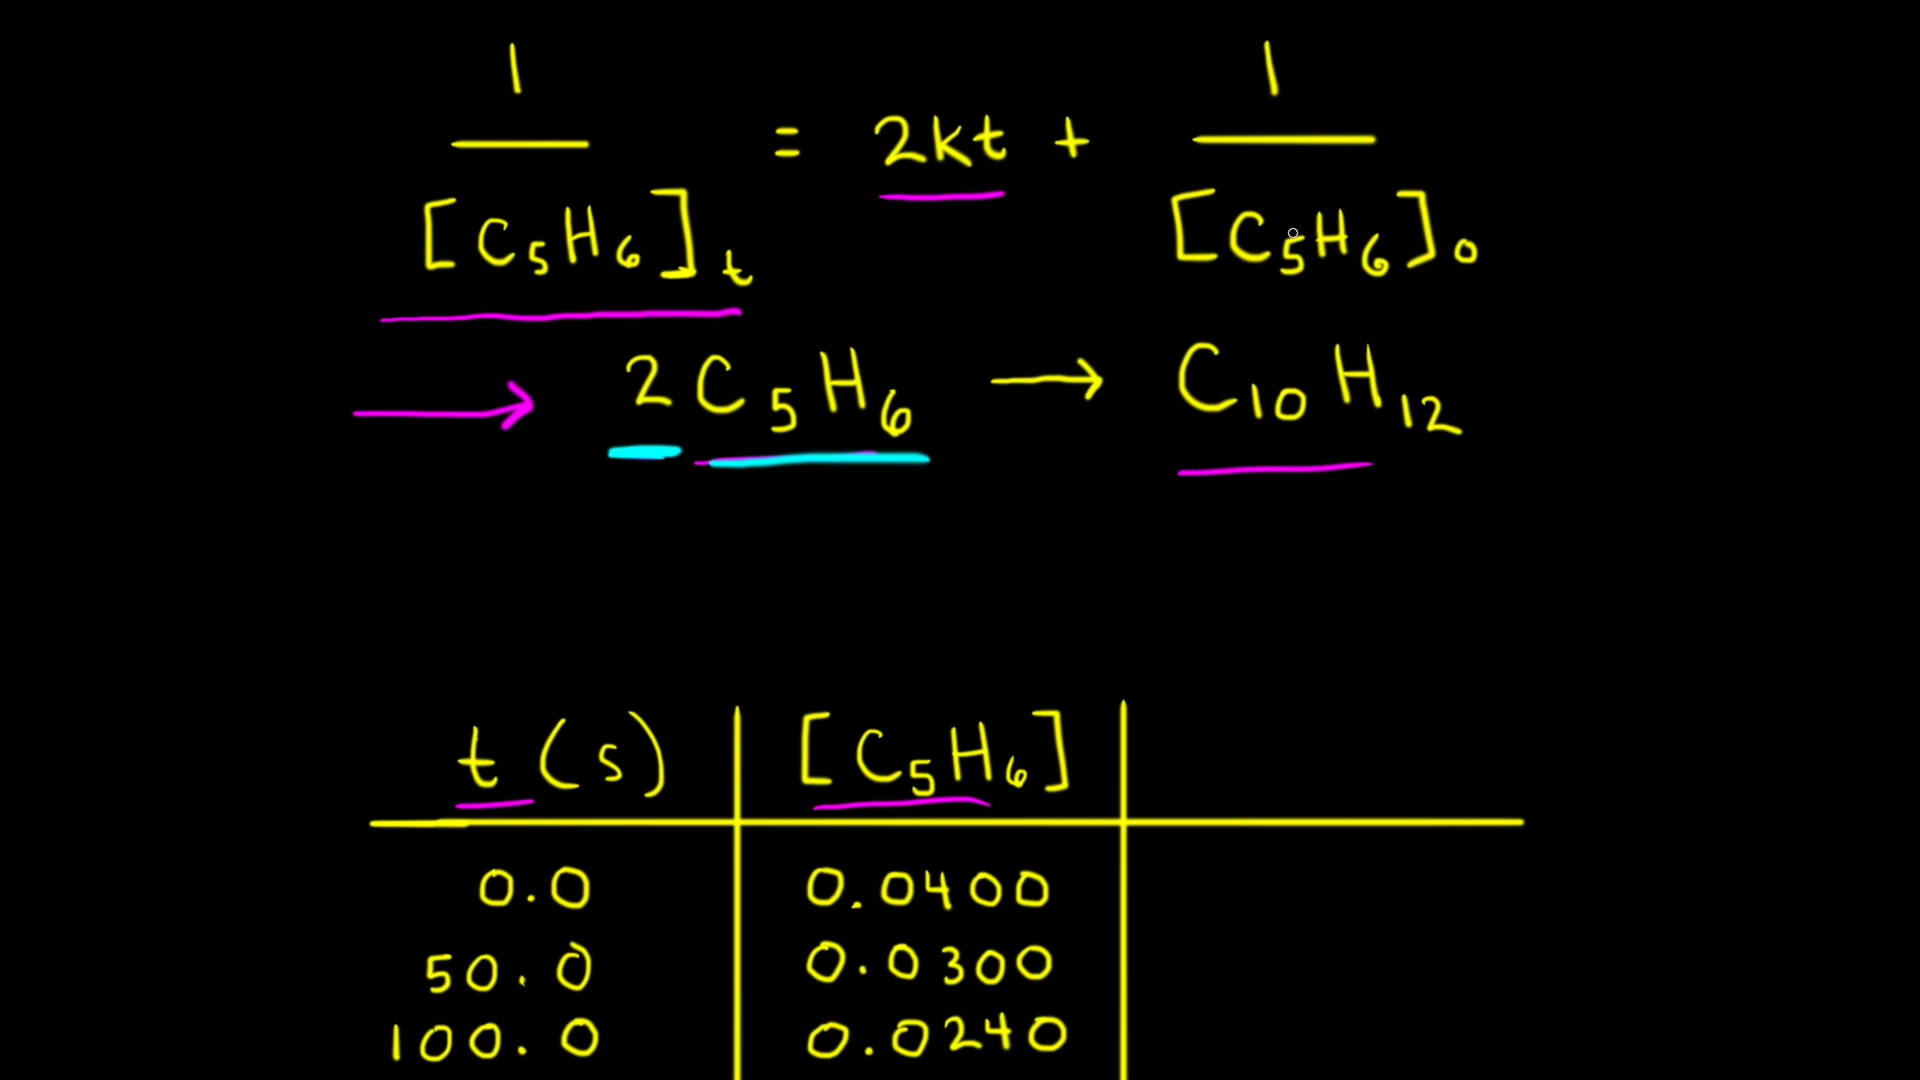 1/[C₅H₆]ₜ = 2kt + 1/[C₅H₆]₀
2C₅H₆ → C₁₀H₁₂
t (s) [C₅H₆]
0.0 0.0400
50.0 0.0300
100.0 0.0240